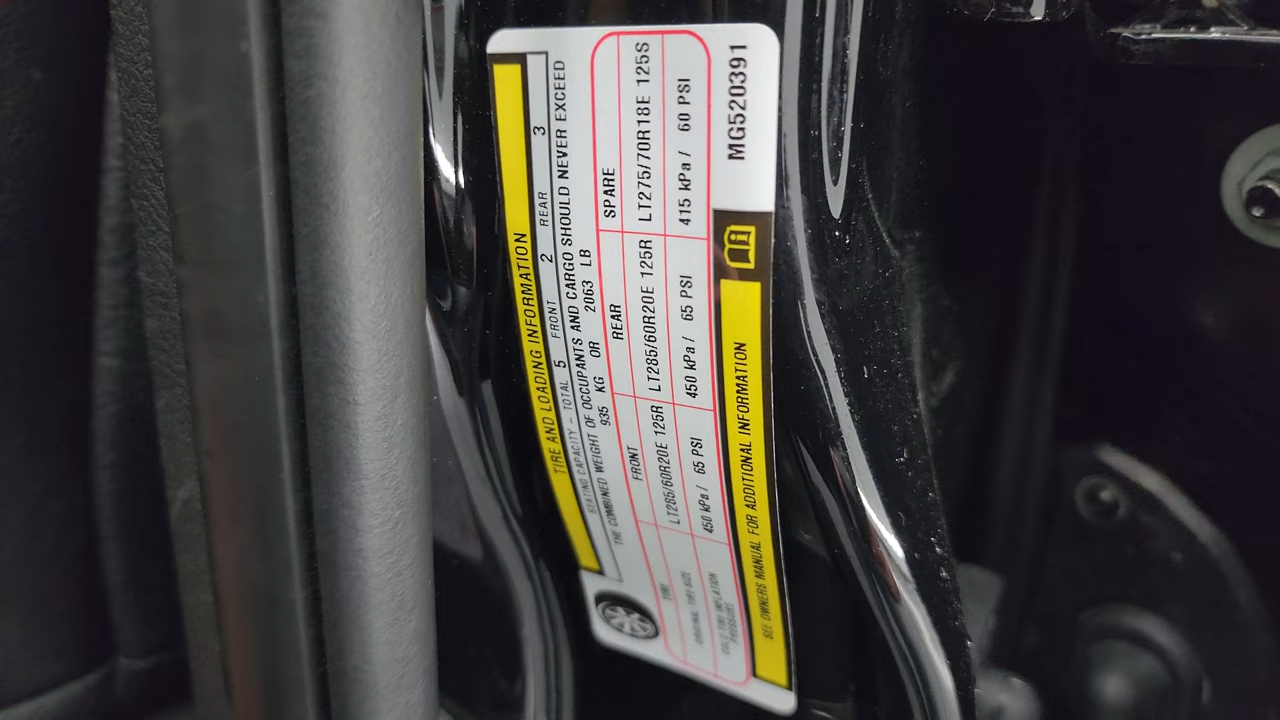 TIRE AND LOADING INFORMATION
SEATING CAPACITY - TOTAL 5 FRONT 2 REAR 3
THE COMBINED WEIGHT OF OCCUPANTS AND CARGO SHOULD NEVER EXCEED
935 KG OR 2063 LB
TIRE FRONT REAR SPARE
ORIGINAL TIRE SIZE LT285/60R20E 125R LT285/60R20E 125R LT275/70R18E 125S
COLD TIRE INFLATION PRESSURE 450 kPa / 65 PSI 450 kPa / 65 PSI 415 kPa / 60 PSI
SEE OWNERS MANUAL FOR ADDITIONAL INFORMATION
MG520391